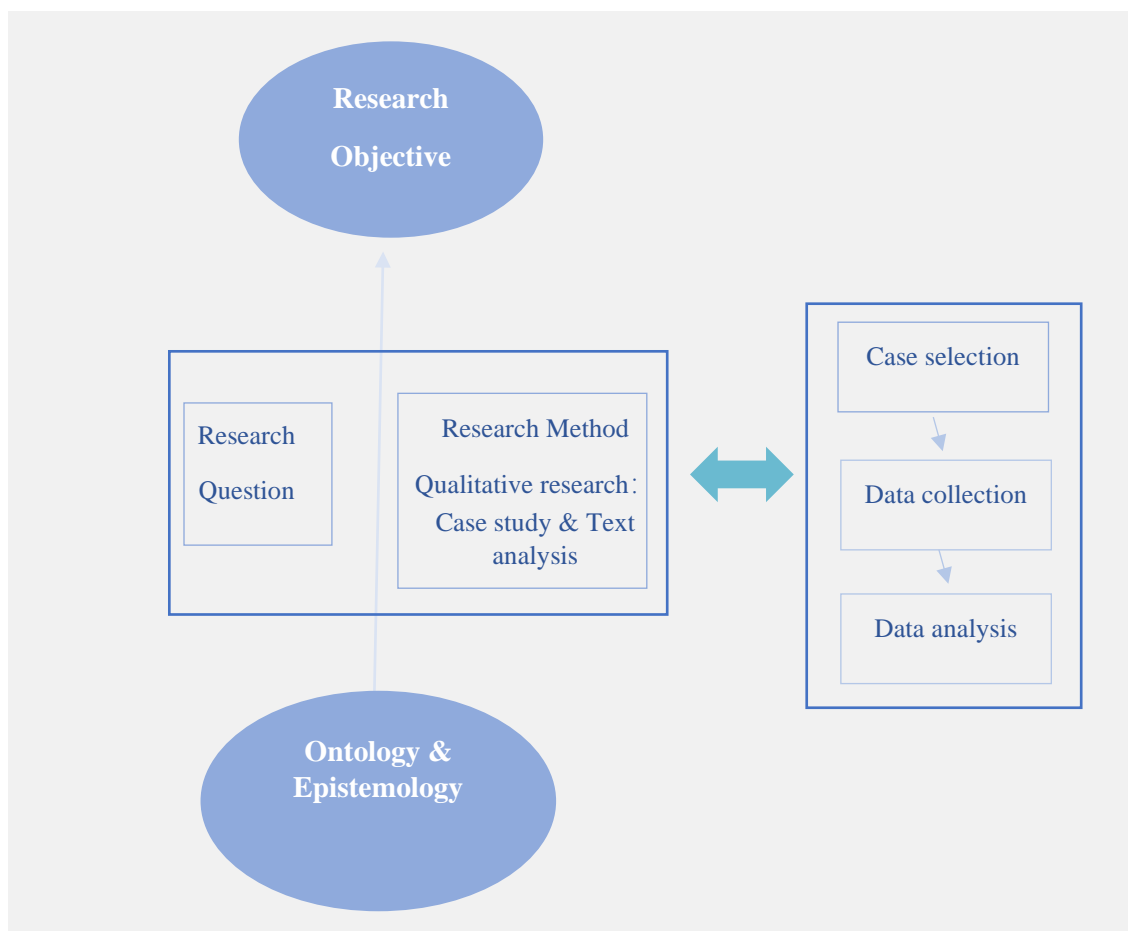 Research
Objective
Research
Question
Research Method
Qualitative research：
Case study & Text
analysis
Case selection
Data collection
Data analysis
Ontology &
Epistemology